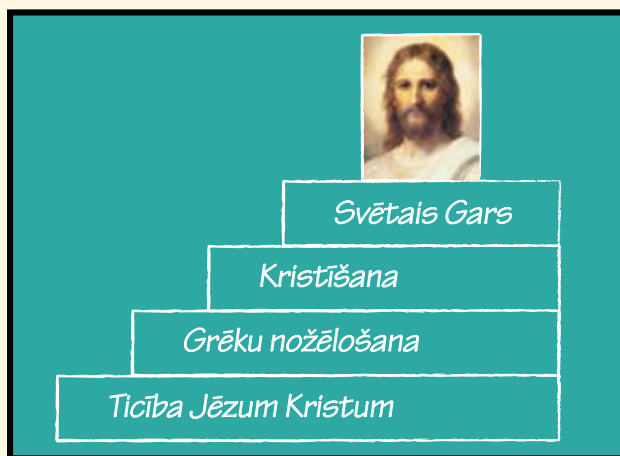 Svētais Gars
Kristīšana
Grēku nožēlošana
Ticība Jēzum Kristum